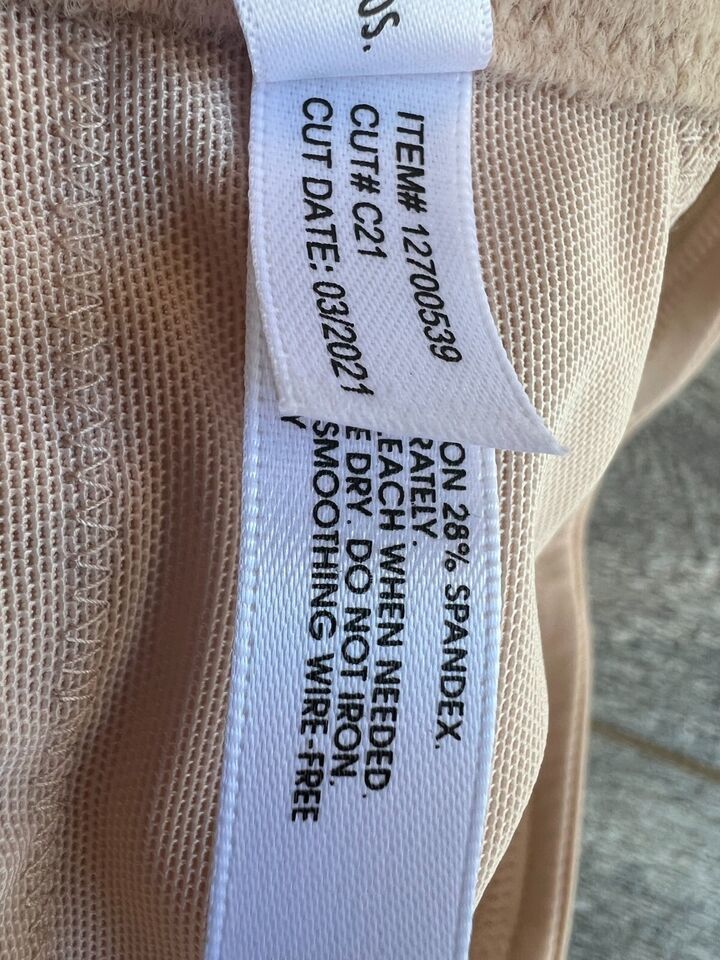 OS.
ITEM# 12700539
CUT# C21
CUT DATE: 03/2021
ON 28% SPANDEX.
RATELY.
EACH WHEN NEEDED.
E DRY. DO NOT IRON.
SMOOTHING WIRE-FREE